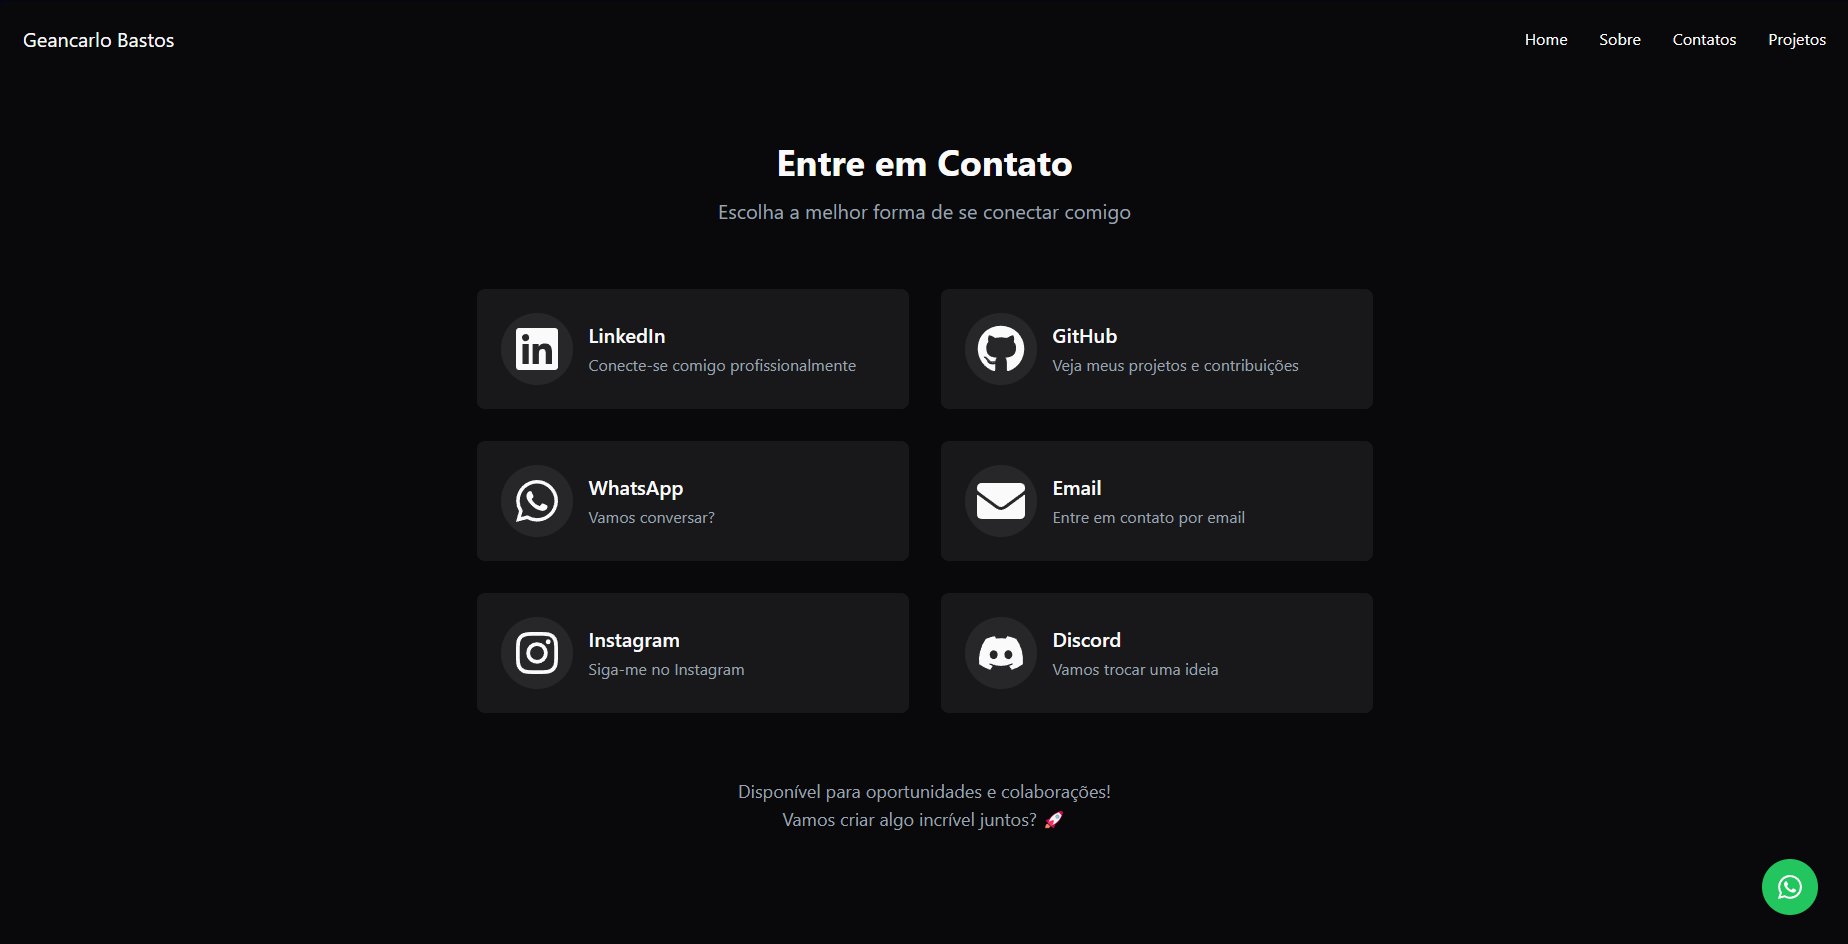 Geancarlo Bastos
Home
Sobre
Contatos
Projetos
Entre em Contato
Escolha a melhor forma de se conectar comigo
LinkedIn
Conecte-se comigo profissionalmente
GitHub
Veja meus projetos e contribuições
WhatsApp
Vamos conversar?
Email
Entre em contato por email
Instagram
Siga-me no Instagram
Discord
Vamos trocar uma ideia
Disponível para oportunidades e colaborações!
Vamos criar algo incrível juntos? 🚀